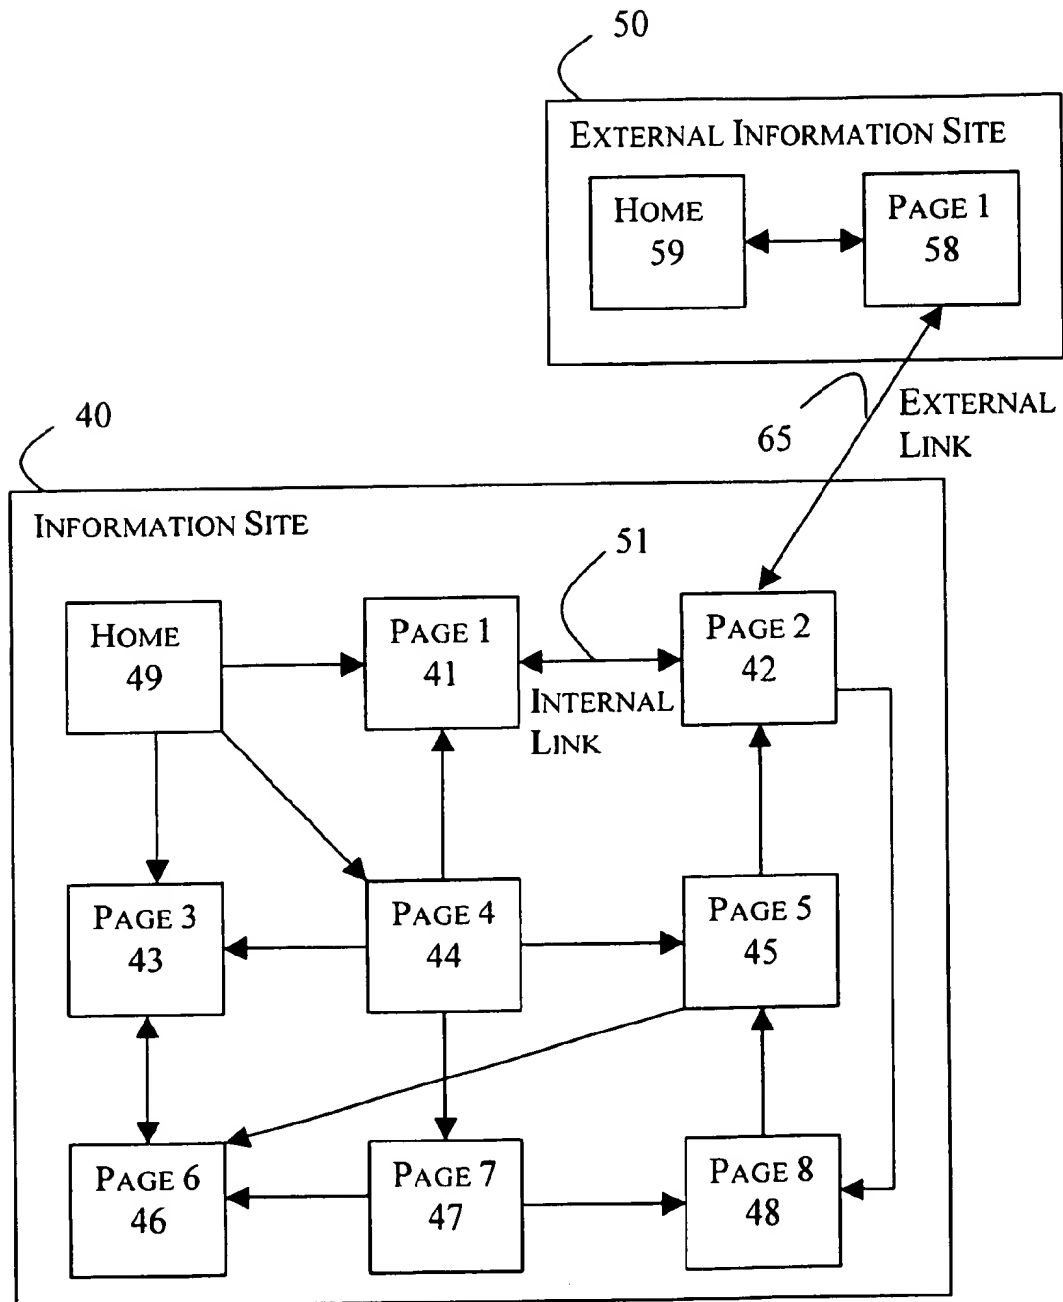 50
EXTERNAL INFORMATION SITE
HOME
59
PAGE 1
58
65
EXTERNAL
LINK
40
INFORMATION SITE
51
HOME
49
PAGE 1
41
INTERNAL
LINK
PAGE 2
42
PAGE 3
43
PAGE 4
44
PAGE 5
45
PAGE 6
46
PAGE 7
47
PAGE 8
48